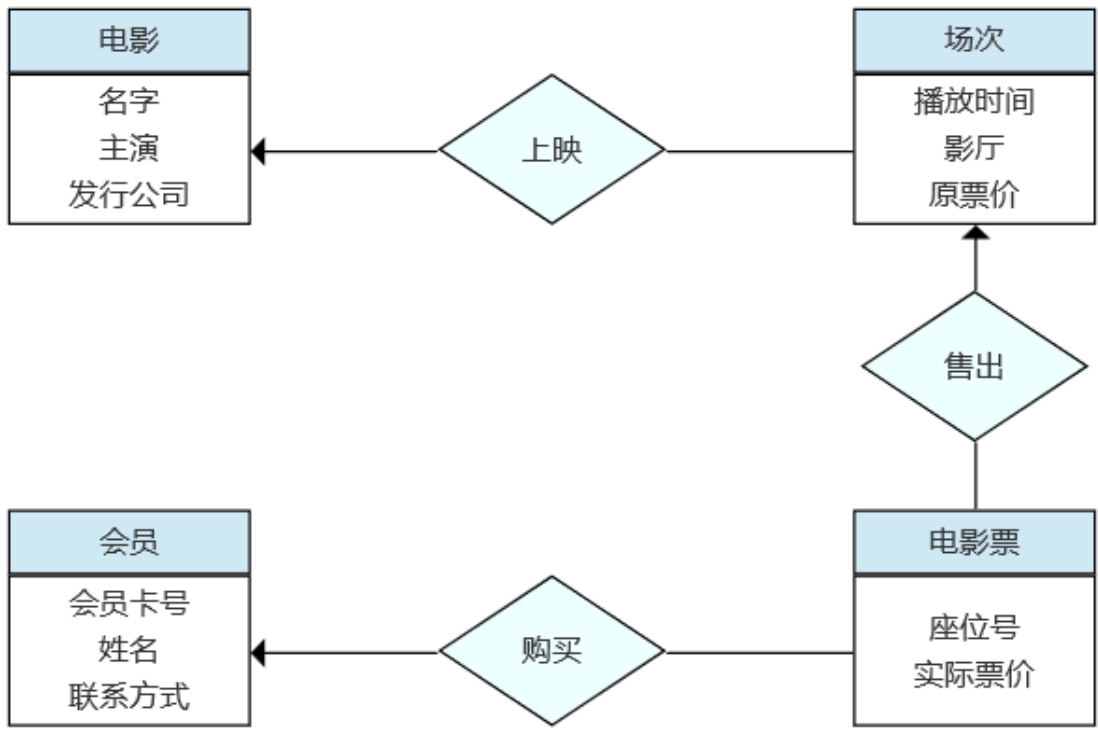 电影
名字
主演
发行公司
上映
场次
播放时间
影厅
原票价
售出
会员
会员卡号
姓名
联系方式
购买
电影票
座位号
实际票价